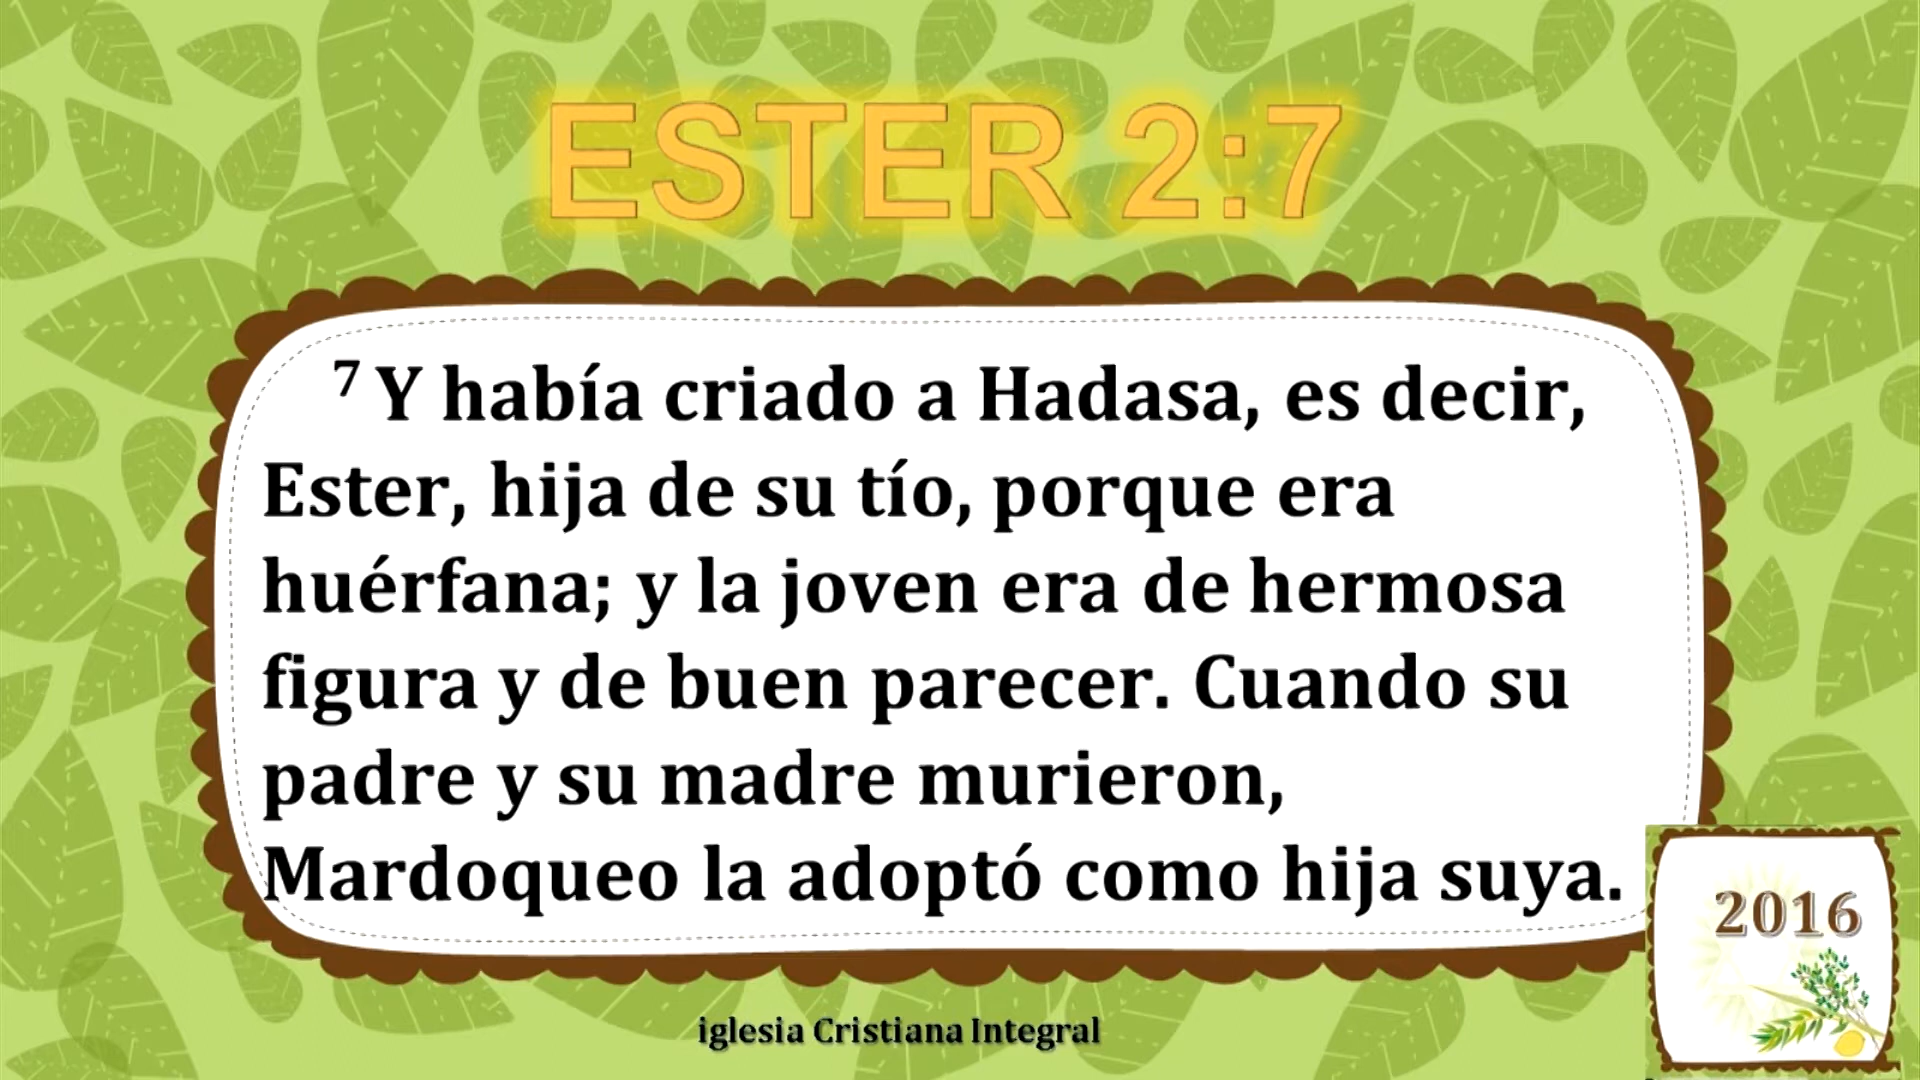 ESTER 2:7
7 Y había criado a Hadasa, es decir,
Ester, hija de su tío, porque era
huérfana; y la joven era de hermosa
figura y de buen parecer. Cuando su
padre y su madre murieron,
Mardoqueo la adoptó como hija suya.
2016
iglesia Cristiana Integral